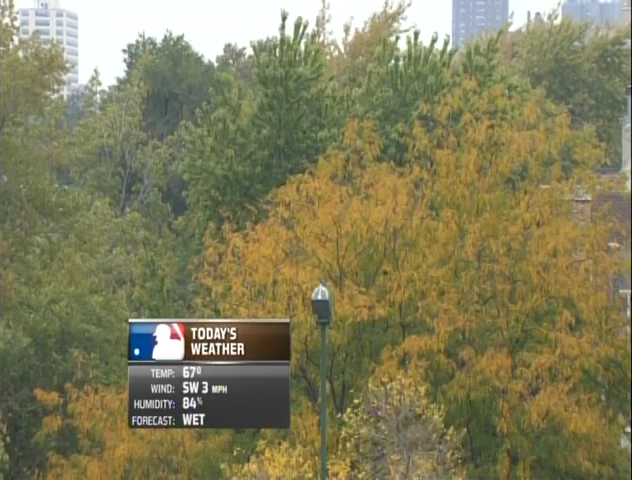 TODAY'S
WEATHER
TEMP: 67°
WIND: SW 3 MPH
HUMIDITY: 84%
FORECAST: WET